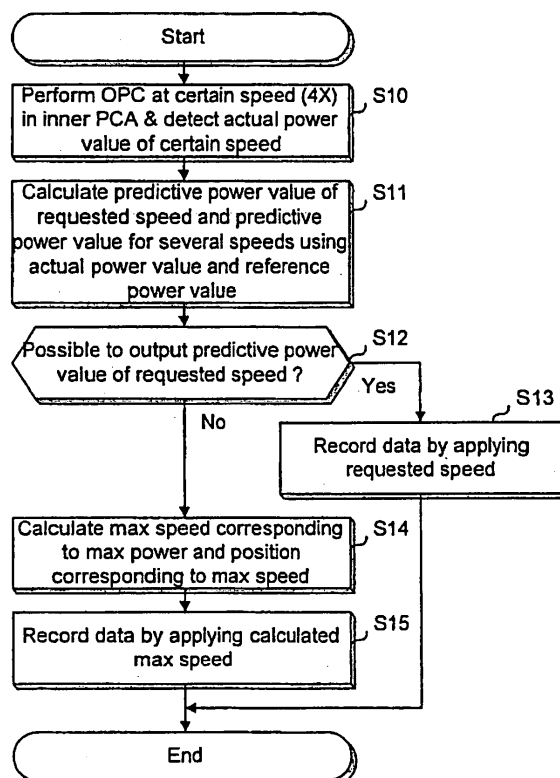 Start
Perform OPC at certain speed (4X)
in inner PCA & detect actual power
value of certain speed
S10
Calculate predictive power value of
requested speed and predictive
power value for several speeds using
actual power value and reference
power value
S11
Possible to output predictive power
value of requested speed ?
S12
Yes
No
S13
Record data by applying
requested speed
Calculate max speed corresponding
to max power and position
corresponding to max speed
S14
Record data by applying calculated
max speed
S15
End